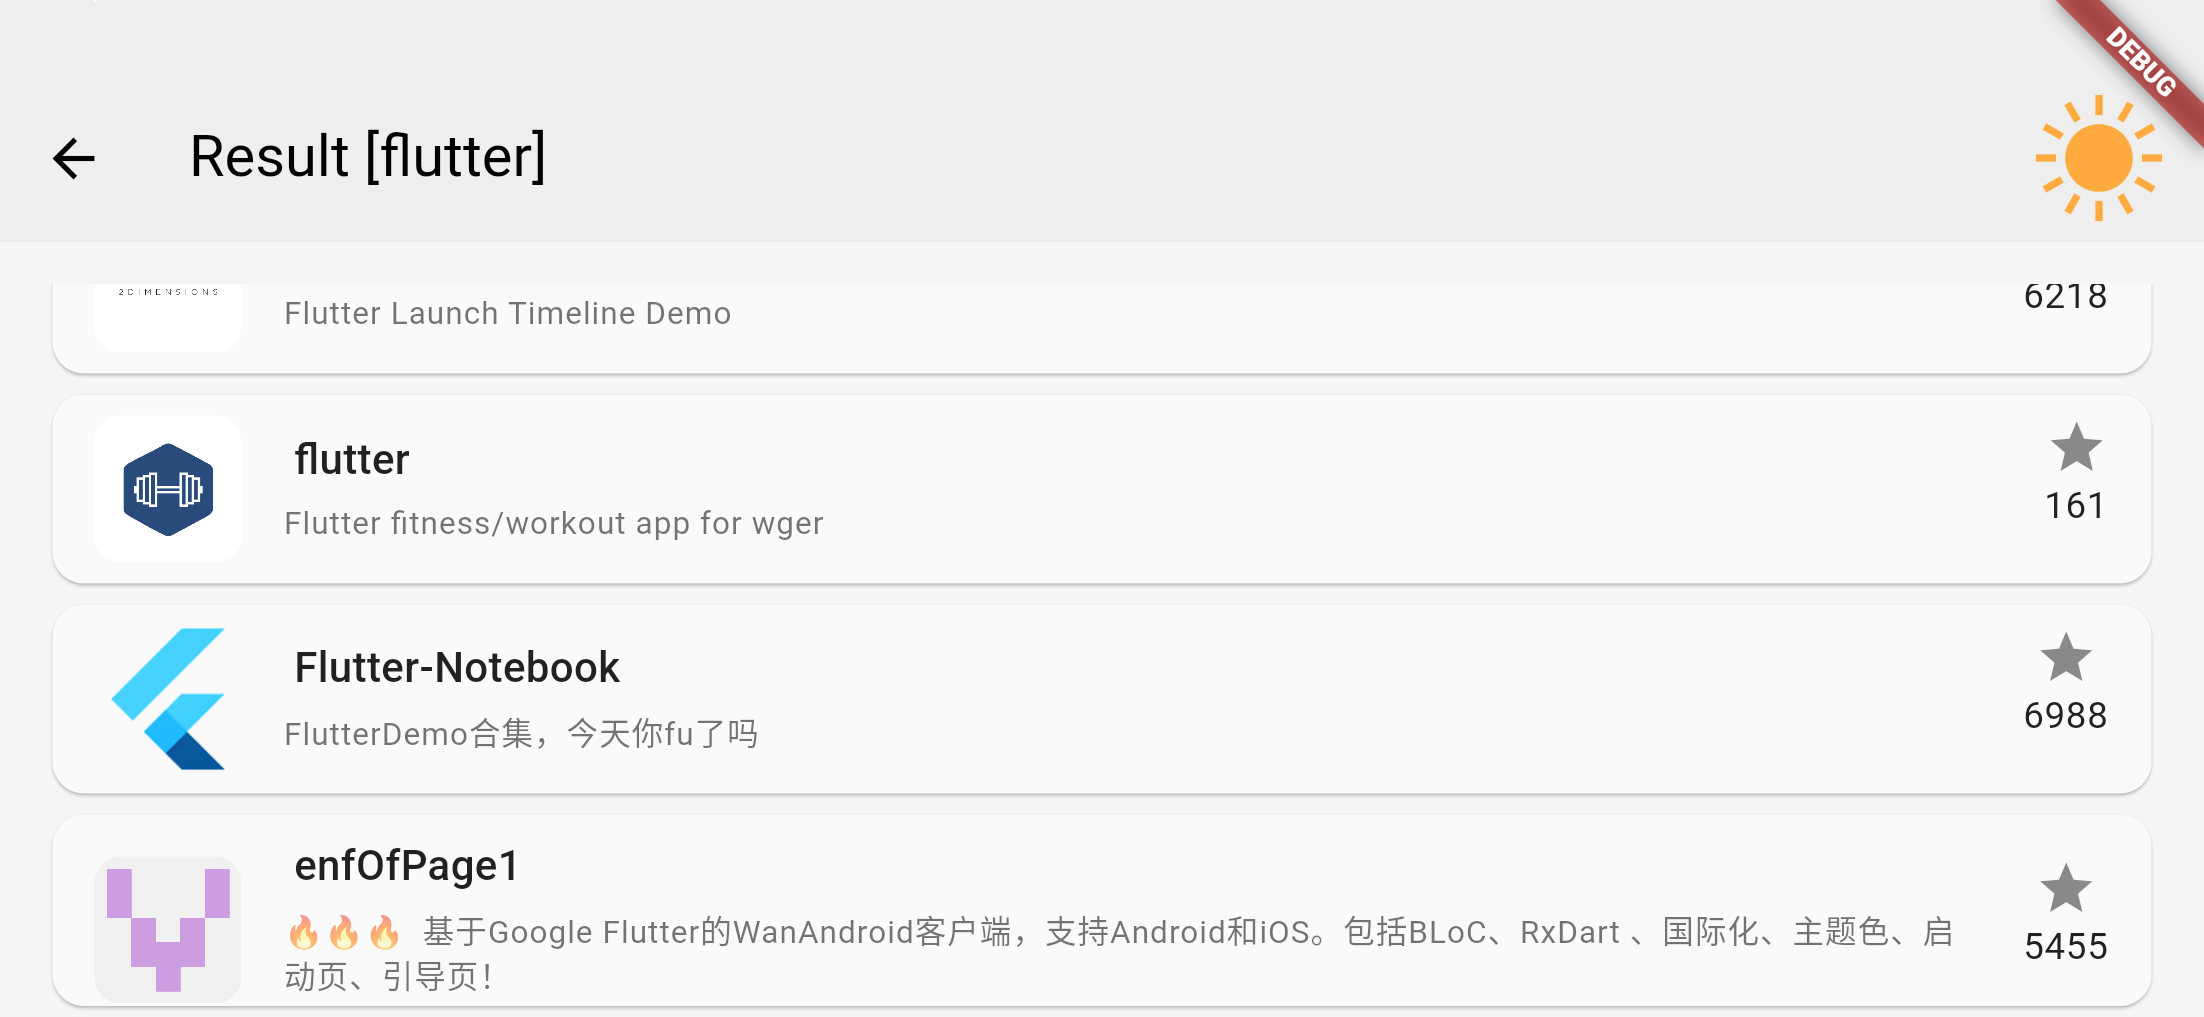 DEBUG
Result [flutter]
2DIMENSIONS
Flutter Launch Timeline Demo
6218
flutter
Flutter fitness/workout app for wger
161
Flutter-Notebook
FlutterDemo合集，今天你fu了吗
6988
enfOfPage1
🔥🔥🔥 基于Google Flutter的WanAndroid客户端，支持Android和iOS。包括BLoC、RxDart 、国际化、主题色、启
动页、引导页！
5455